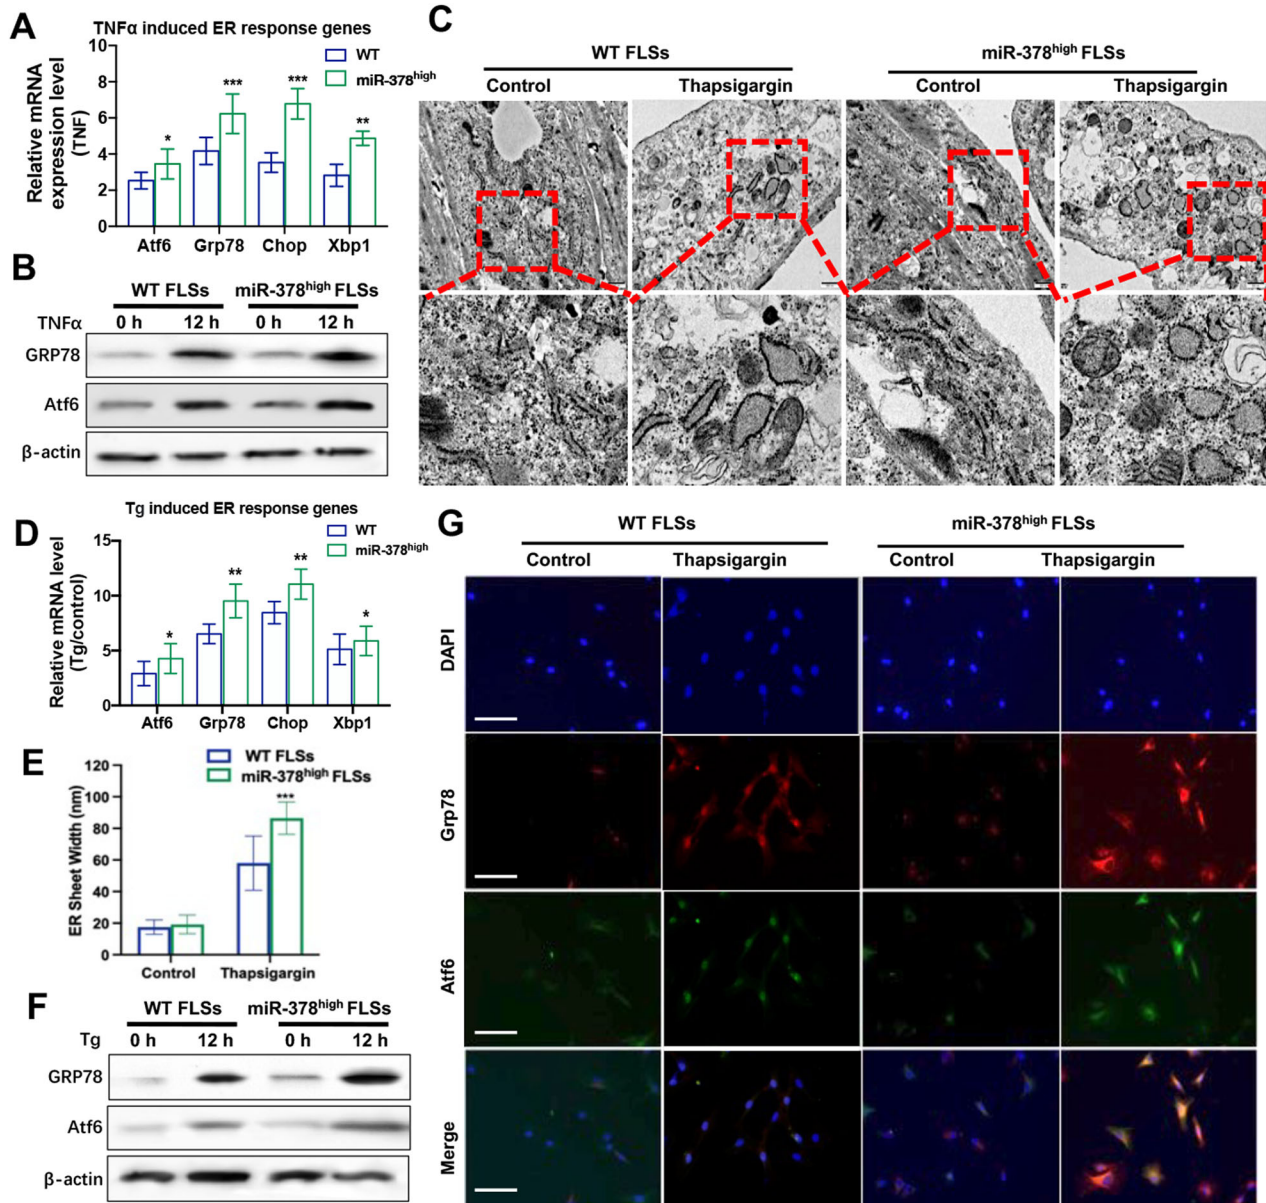 A
TNFα induced ER response genes
WT
miR-378high
Relative mRNA
expression level
(TNF)
10
8
6
4
2
0
*
***
***
**
Atf6 Grp78 Chop Xbp1
B
WT FLSs miR-378high FLSs
TNFα 0 h 12 h 0 h 12 h
GRP78
Atf6
β-actin
C
WT FLSs miR-378high FLSs
Control Thapsigargin Control Thapsigargin
D
Tg induced ER response genes
WT
miR-378high
Relative mRNA level
(Tg/control)
15
10
5
0
*
**
**
*
Atf6 Grp78 Chop Xbp1
E
WT FLSs
miR-378high FLSs
ER Sheet Width (nm)
120
100
80
60
40
20
0
***
Control Thapsigargin
F
WT FLSs miR-378high FLSs
Tg 0 h 12 h 0 h 12 h
GRP78
Atf6
β-actin
G
WT FLSs miR-378high FLSs
Control Thapsigargin Control Thapsigargin
DAPI
Grp78
Atf6
Merge